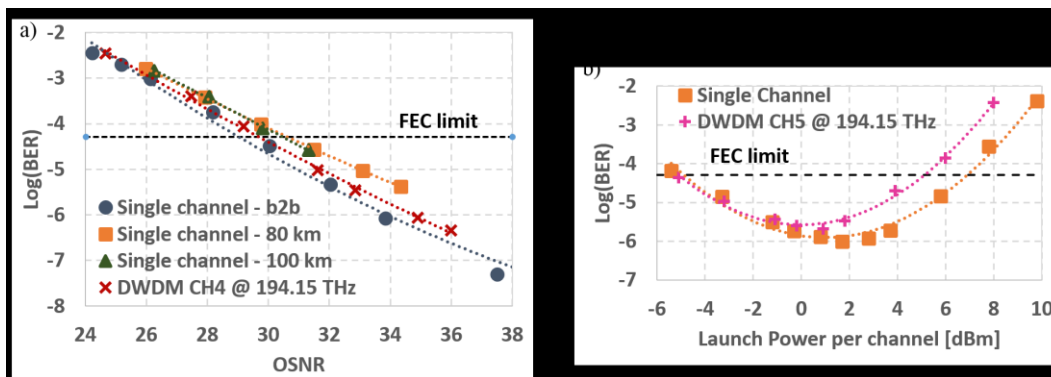 a)
-2
-3
-4
-5
-6
-7
-8
Log(BER)
FEC limit
Single channel - b2b
Single channel - 80 km
Single channel - 100 km
DWDM CH4 @ 194.15 THz
24 26 28 30 32 34 36 38
OSNR
b)
-2
-3
-4
-5
-6
-7
Log(BER)
Single Channel
DWDM CH5 @ 194.15 THz
FEC limit
-6 -4 -2 0 2 4 6 8 10
Launch Power per channel [dBm]